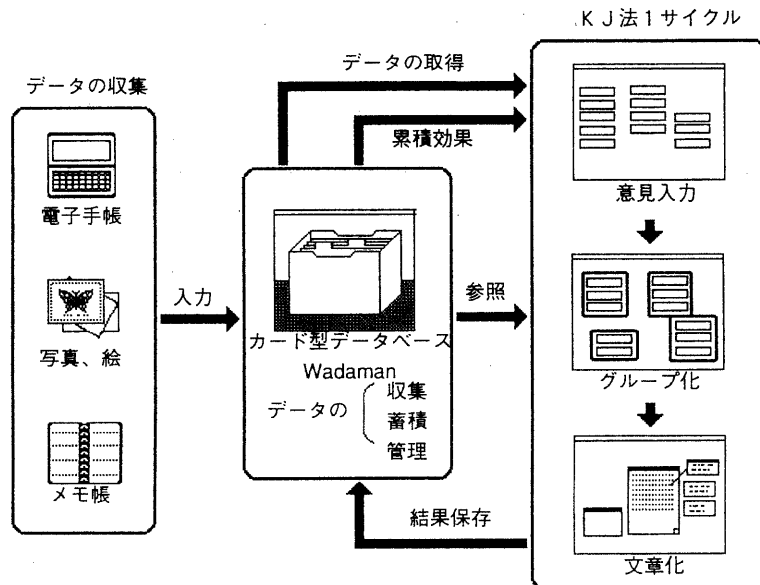 KJ法1サイクル
データの取得
データの収集
累積効果
意見入力
電子手帳
入力
参照
写真、絵
カード型データベース
Wadaman
グループ化
データの
収集
蓄積
管理
メモ帳
結果保存
文章化